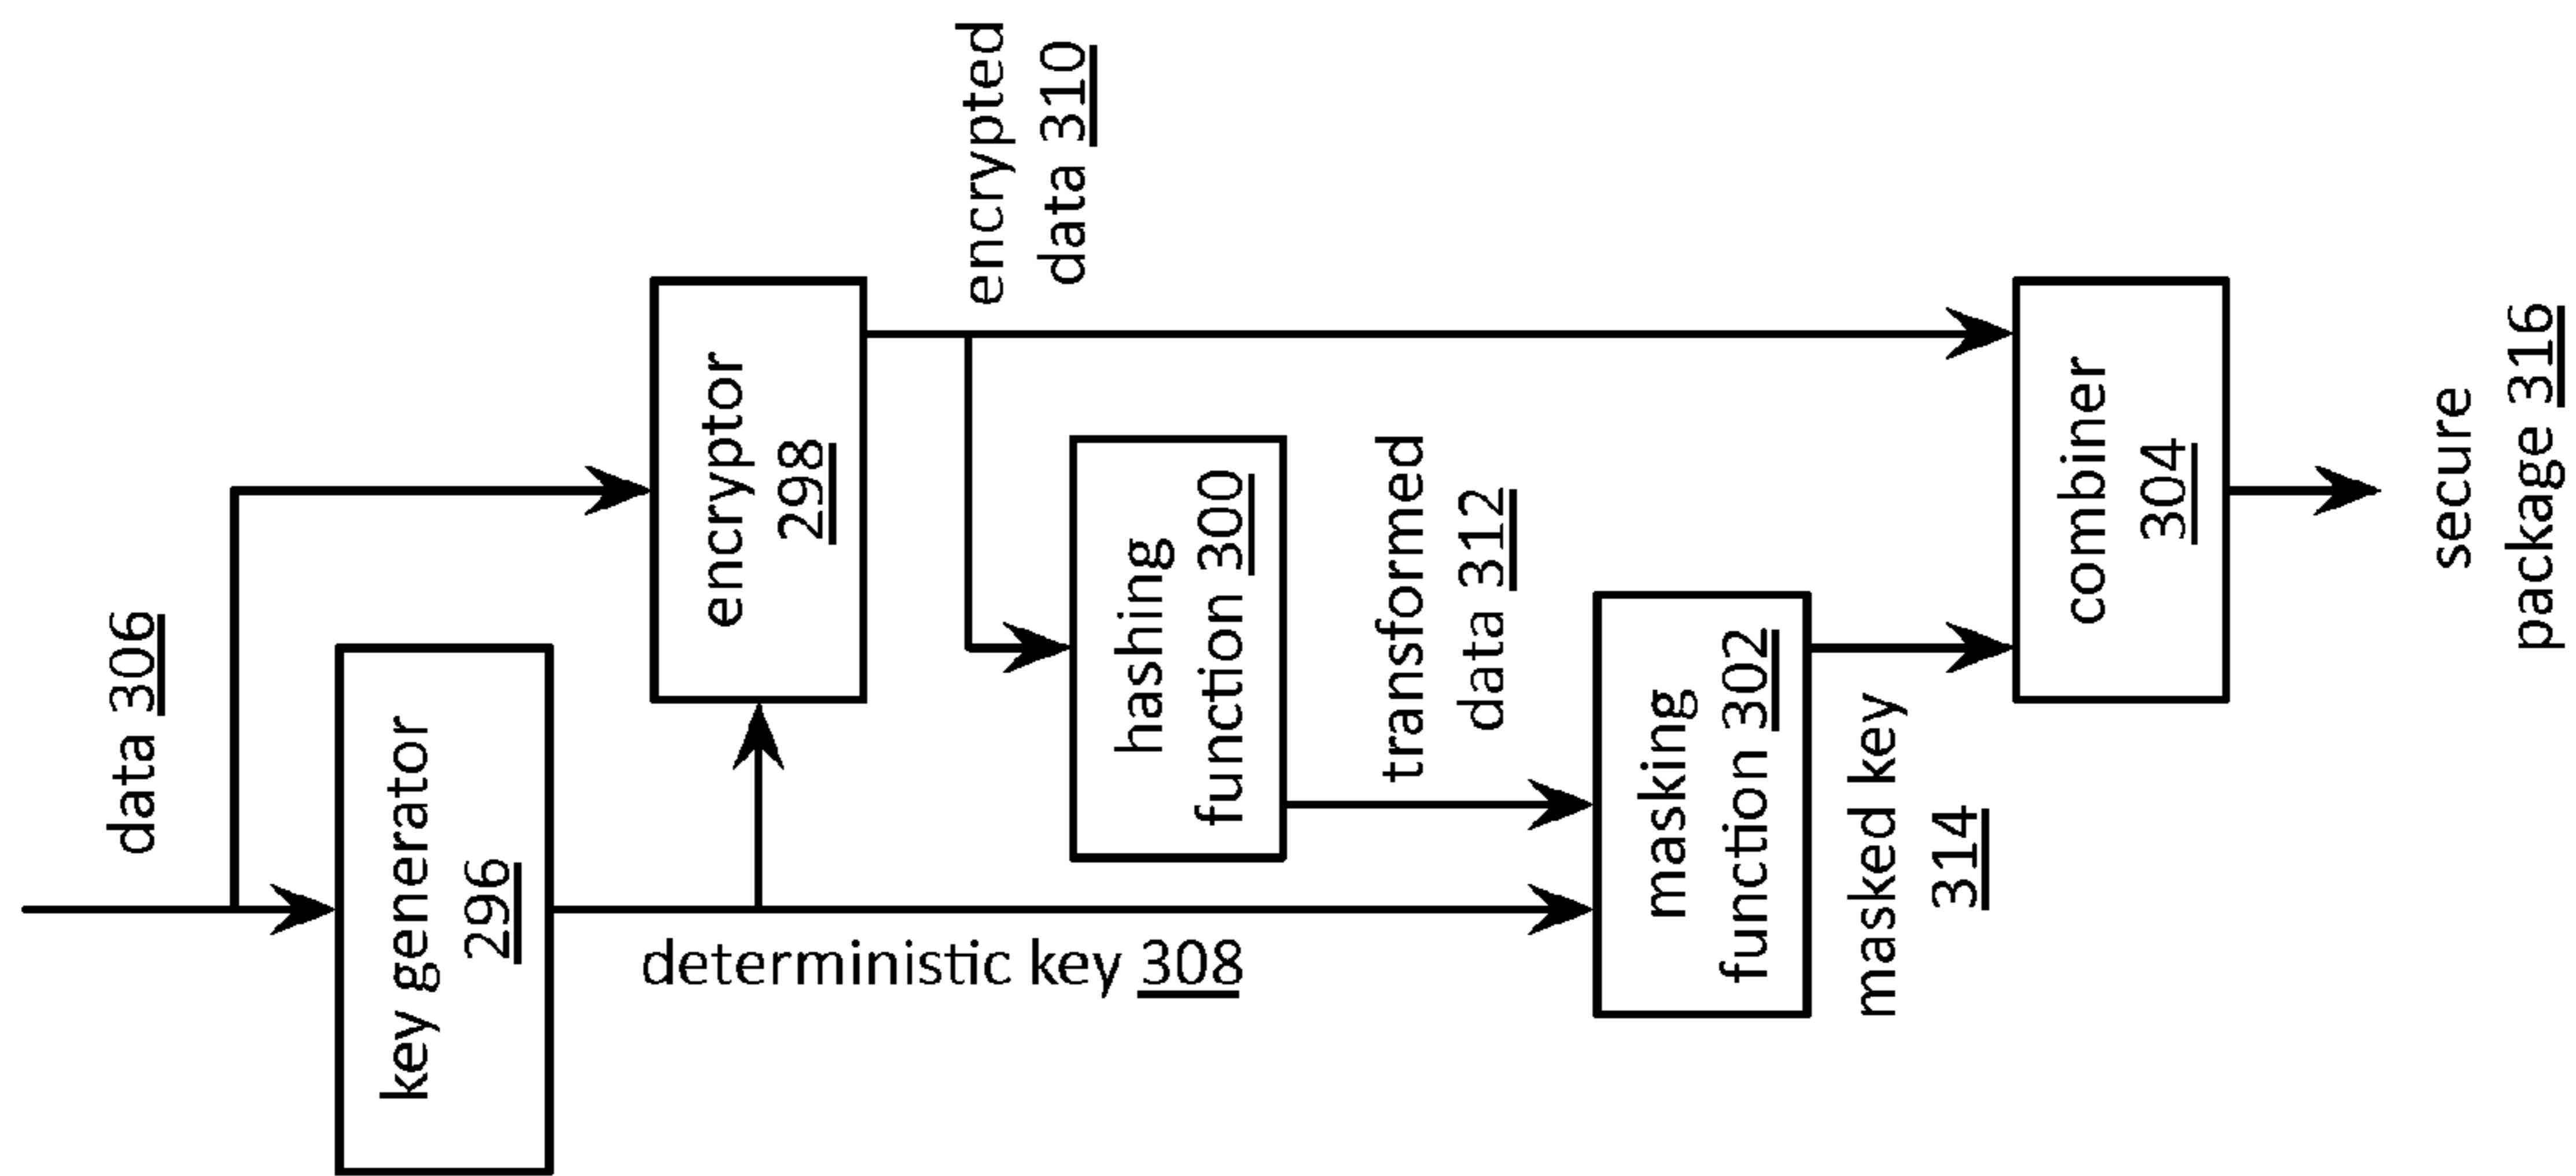 data 306
key generator
296
encryptor
298
encrypted
data 310
deterministic key 308
hashing
function 300
transformed
data 312
masking
function 302
masked key
314
combiner
304
secure
package 316